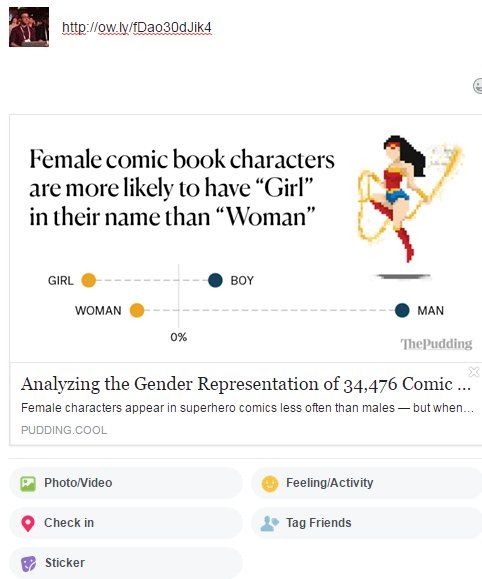 http://ow.ly/fDao30dJik4
Female comic book characters
are more likely to have “Girl”
in their name than “Woman”
GIRL BOY
WOMAN MAN
0%
ThePudding
Analyzing the Gender Representation of 34,476 Comic ...
Female characters appear in superhero comics less often than males — but when...
PUDDING.COOL
Photo/Video Feeling/Activity
Check in Tag Friends
Sticker